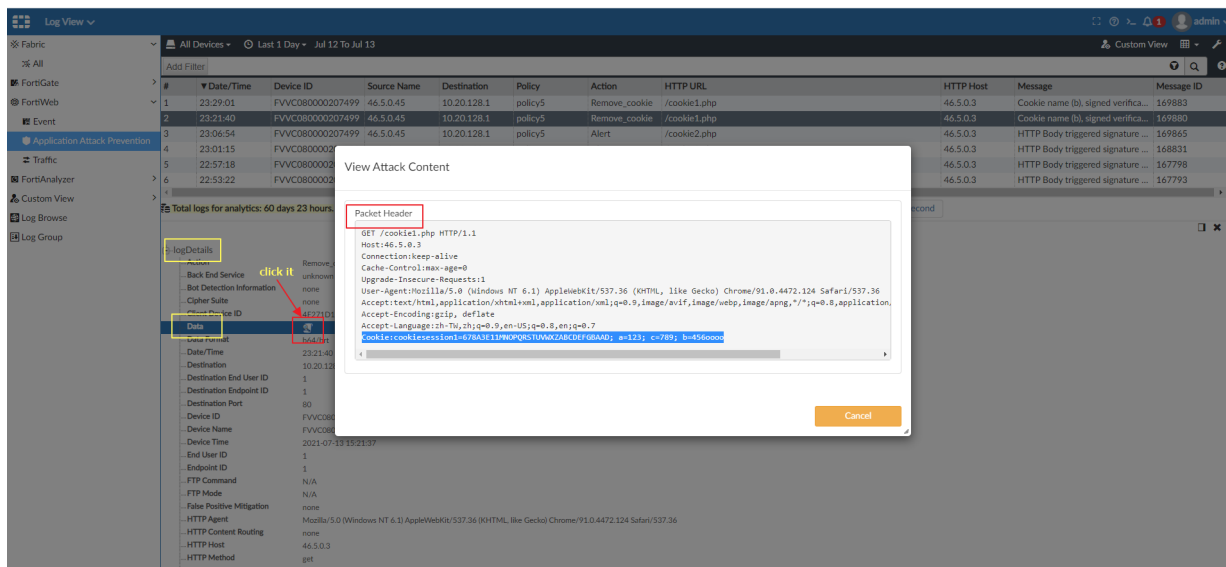 Log View
1
admin
Fabric
All
FortiGate
FortiWeb
Event
Application Attack Prevention
Traffic
FortiAnalyzer
Custom View
Log Browse
Log Group
All Devices Last 1 Day Jul 12 To Jul 13
Custom View
Add Filter
# ▼Date/Time Device ID Source Name Destination Policy Action HTTP URL HTTP Host Message Message ID
1 23:29:01 FVVC080000207499 46.5.0.45 10.20.128.1 policy5 Remove_cookie /cookie1.php 46.5.0.3 Cookie name (b), signed verifica... 169883
2 23:21:40 FVVC080000207499 46.5.0.45 10.20.128.1 policy5 Remove_cookie /cookie1.php 46.5.0.3 Cookie name (b), signed verifica... 169880
3 23:06:54 FVVC080000207499 46.5.0.45 10.20.128.1 policy5 Alert /cookie2.php 46.5.0.3 HTTP Body triggered signature ... 169865
4 23:01:15 FVVC0800002 46.5.0.3 HTTP Body triggered signature ... 168831
5 22:57:18 FVVC0800002 46.5.0.3 HTTP Body triggered signature ... 167798
6 22:53:22 FVVC0800002 46.5.0.3 HTTP Body triggered signature ... 167793
Total logs for analytics: 60 days 23 hours.
econd
View Attack Content
Packet Header
GET /cookie1.php HTTP/1.1
Host:46.5.0.3
Connection:keep-alive
Cache-Control:max-age=0
Upgrade-Insecure-Requests:1
User-Agent:Mozilla/5.0 (Windows NT 6.1) AppleWebKit/537.36 (KHTML, like Gecko) Chrome/91.0.4472.124 Safari/537.36
Accept:text/html,application/xhtml+xml,application/xml;q=0.9,image/avif,image/webp,image/apng,*/*;q=0.8,application,
Accept-Encoding:gzip, deflate
Accept-Language:zh-TW,zh;q=0.9,en-US;q=0.8,en;q=0.7
Cookie:cookiesession1=678A3E11MNOPQRSTUVWXZABCDEFGBAAD; a=123; c=789; b=456oooo
Cancel
logDetails
click it
Action Remove_
Back End Service unknown
Bot Detection Information none
Cipher Suite none
Client Device ID 4F271D1
Data
Data Format b64/hrt
Date/Time 23:21:40
Destination 10.20.128
Destination End User ID 1
Destination Endpoint ID 1
Destination Port 80
Device ID FVVC080
Device Name FVVC080
Device Time 2021-07-13 15:21:37
End User ID 1
Endpoint ID 1
FTP Command N/A
FTP Mode N/A
False Positive Mitigation none
HTTP Agent Mozilla/5.0 (Windows NT 6.1) AppleWebKit/537.36 (KHTML, like Gecko) Chrome/91.0.4472.124 Safari/537.36
HTTP Content Routing none
HTTP Host 46.5.0.3
HTTP Method get